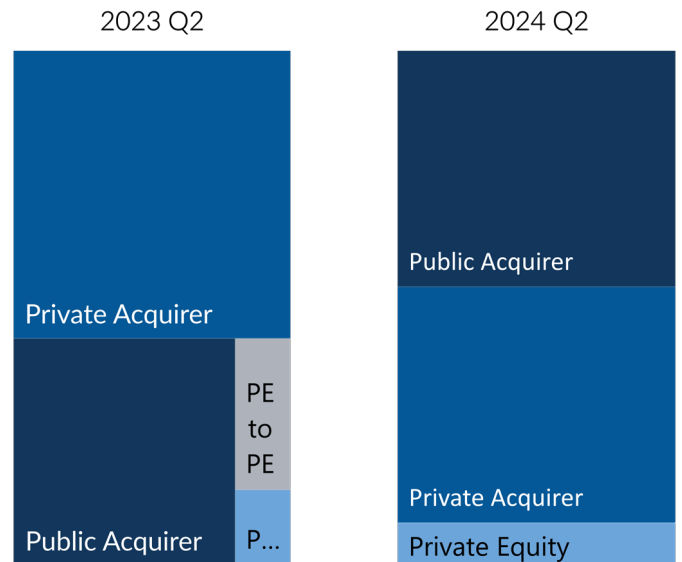 2023 Q2
2024 Q2
Private Acquirer
Public Acquirer
PE
to
PE
P...
Public Acquirer
Private Acquirer
Private Equity